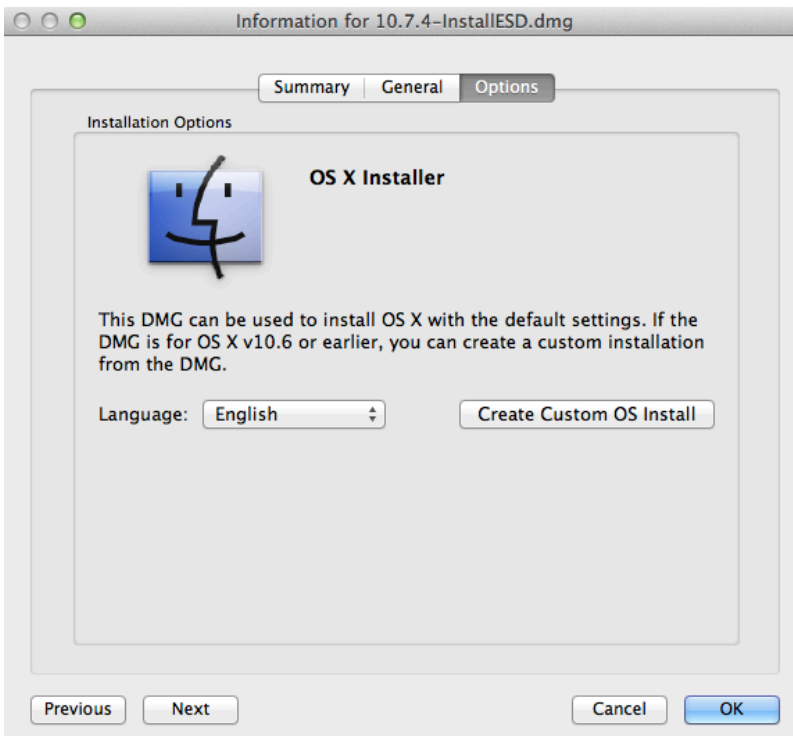 Information for 10.7.4-InstallESD.dmg
Summary General Options
Installation Options
OS X Installer
This DMG can be used to install OS X with the default settings. If the
DMG is for OS X v10.6 or earlier, you can create a custom installation
from the DMG.
Language: English Create Custom OS Install
Previous Next Cancel OK